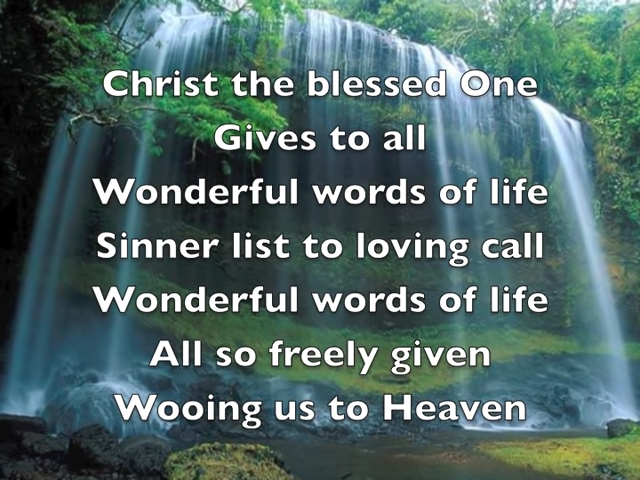 Christ the blessed One
Gives to all
Wonderful words of life
Sinner list to loving call
Wonderful words of life
All so freely given
Wooing us to Heaven